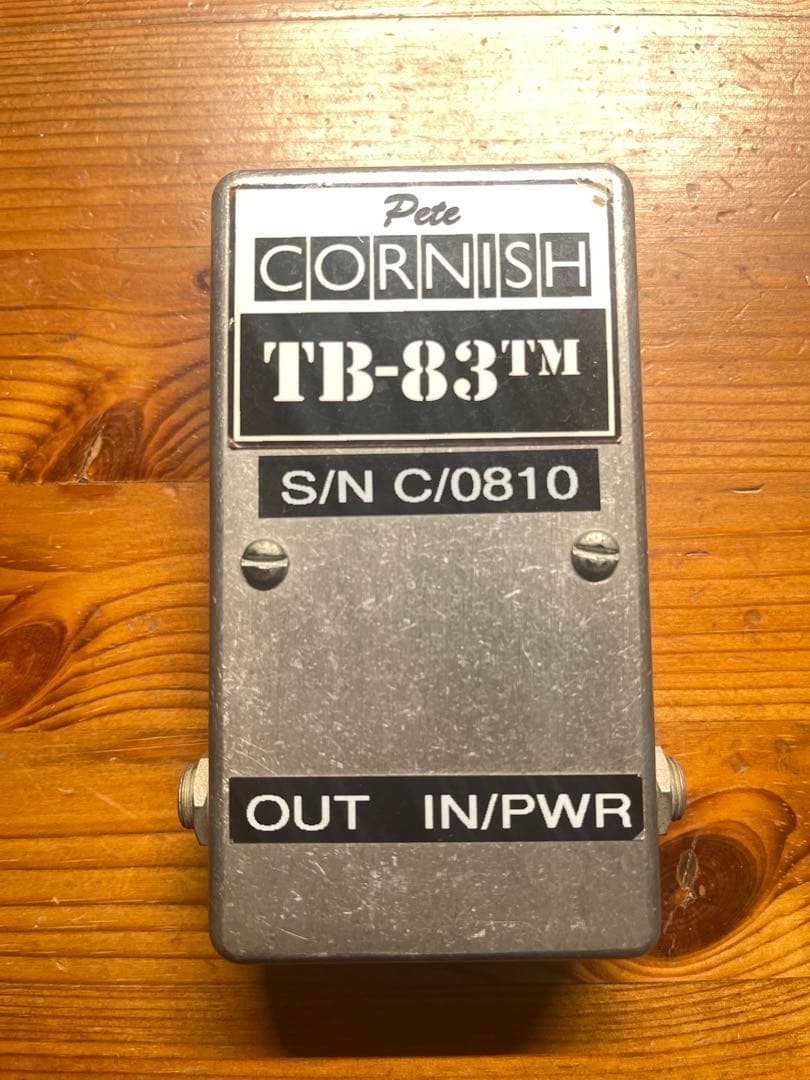 Pete
CORNISH
TB-83™
S/N C/0810
OUT IN/PWR